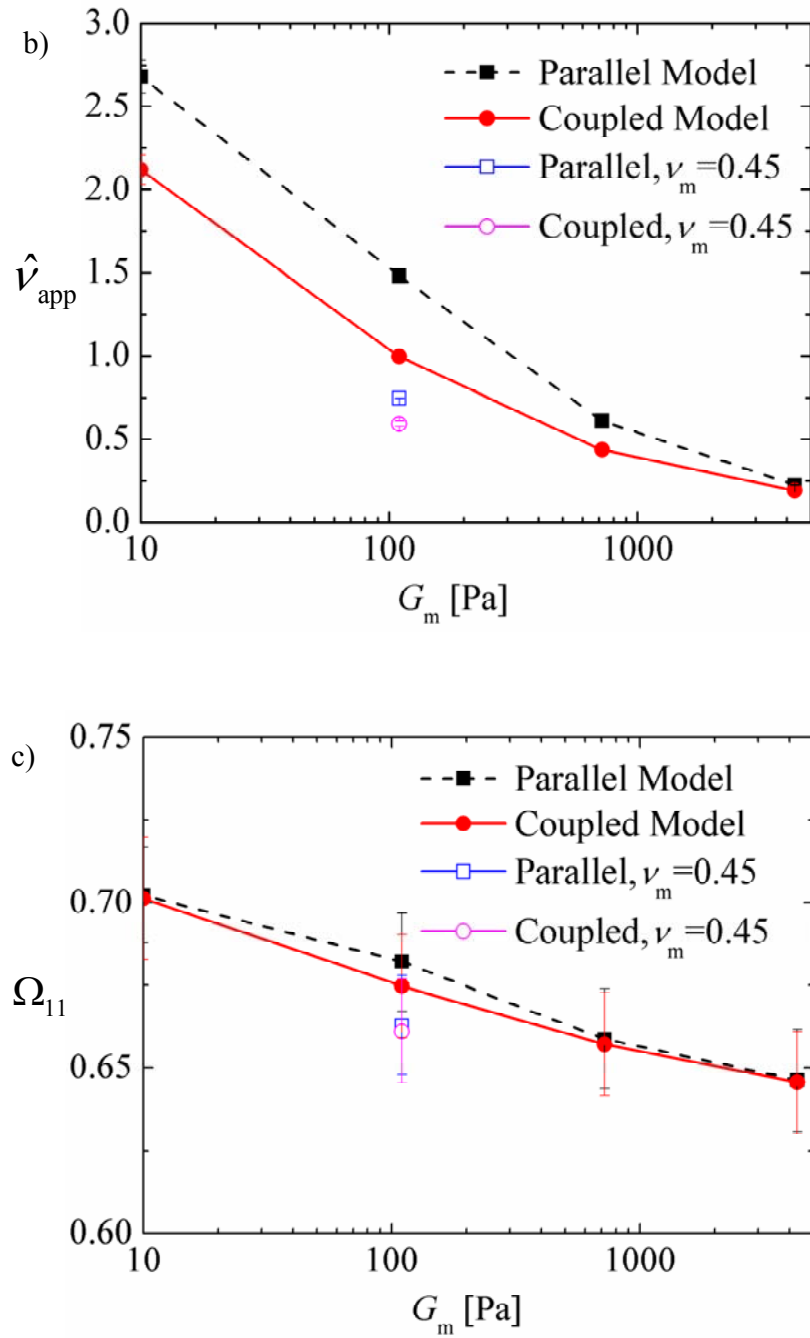 b)
3.0
2.5
2.0
1.5
1.0
0.5
0.0
ν̂app
Parallel Model
Coupled Model
Parallel, νm=0.45
Coupled, νm=0.45
10
100
1000
Gm [Pa]
c)
0.75
0.70
0.65
0.60
Ω11
Parallel Model
Coupled Model
Parallel, νm=0.45
Coupled, νm=0.45
10
100
1000
Gm [Pa]